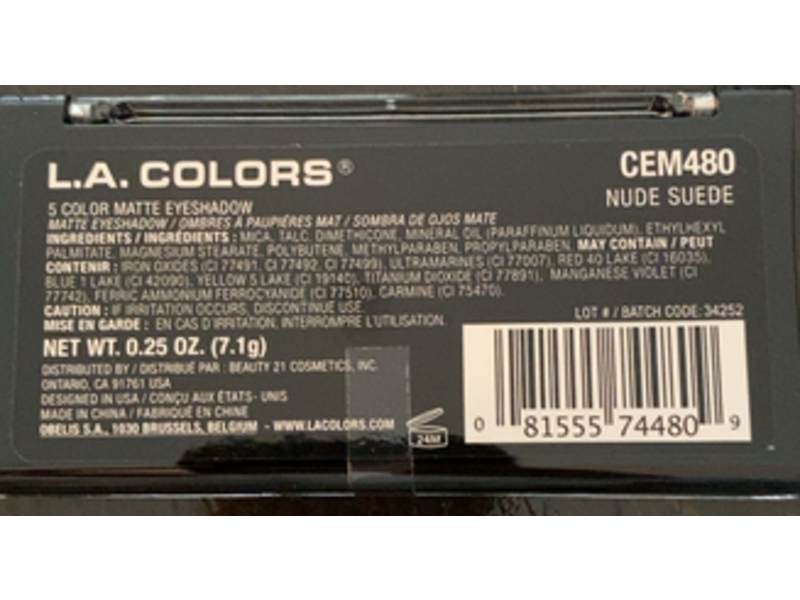 L.A. COLORS®
CEM480
NUDE SUEDE
5 COLOR MATTE EYESHADOW
MATTE EYESHADOW / OMBRES À PAUPIÈRES MAT / SOMBRA DE OJOS MATE
INGREDIENTS / INGRÉDIENTS : MICA, TALC, DIMETHICONE, MINERAL OIL (PARAFFINUM LIQUIDUM), ETHYLHEXYL
PALMITATE, MAGNESIUM STEARATE, POLYBUTENE, METHYLPARABEN, PROPYLPARABEN. MAY CONTAIN / PEUT
CONTENIR : IRON OXIDES (CI 77491, CI 77492, CI 77499), ULTRAMARINES (CI 77007), RED 40 LAKE (CI 16035),
BLUE 1 LAKE (CI 42090), YELLOW 5 LAKE (CI 19140), TITANIUM DIOXIDE (CI 77891), MANGANESE VIOLET (CI
77742), FERRIC AMMONIUM FERROCYANIDE (CI 77510), CARMINE (CI 75470).
CAUTION : IF IRRITATION OCCURS, DISCONTINUE USE.
MISE EN GARDE : EN CAS D'IRRITATION, INTERROMPRE L'UTILISATION.
LOT # / BATCH CODE: 34252
NET WT. 0.25 OZ. (7.1g)
DISTRIBUTED BY / DISTRIBUÉ PAR : BEAUTY 21 COSMETICS, INC.
ONTARIO, CA 91761 USA
DESIGNED IN USA / CONÇU AUX ÉTATS- UNIS
MADE IN CHINA / FABRIQUÉ EN CHINE
OBELIS S.A., 1030 BRUSSELS, BELGIUM - WWW.LACOLORS.COM
24M
0 81555 74480 9